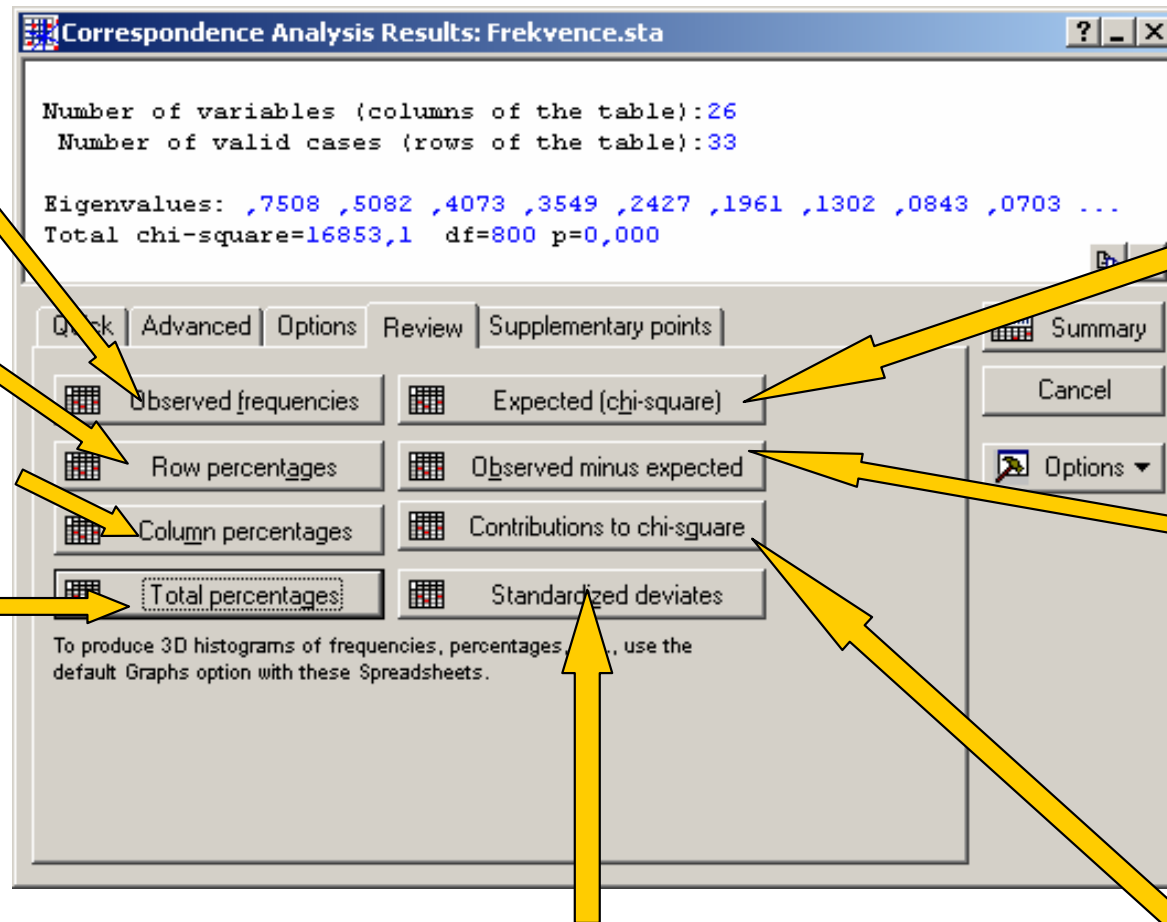 Correspondence Analysis Results: Frekvence.sta
Number of variables (columns of the table):26
Number of valid cases (rows of the table):33
Eigenvalues: ,7508 ,5082 ,4073 ,3549 ,2427 ,1961 ,1302 ,0843 ,0703 ...
Total chi-square=16853,1 df=800 p=0,000
Quick Advanced Options Review Supplementary points
Summary
Cancel
Options
Observed frequencies Expected (chi-square)
Row percentages Observed minus expected
Column percentages Contributions to chi-sguare
Total percentages Standardized deviates
To produce 3D histograms of frequencies, percentages, ., use the
default Graphs option with these Spreadsheets.